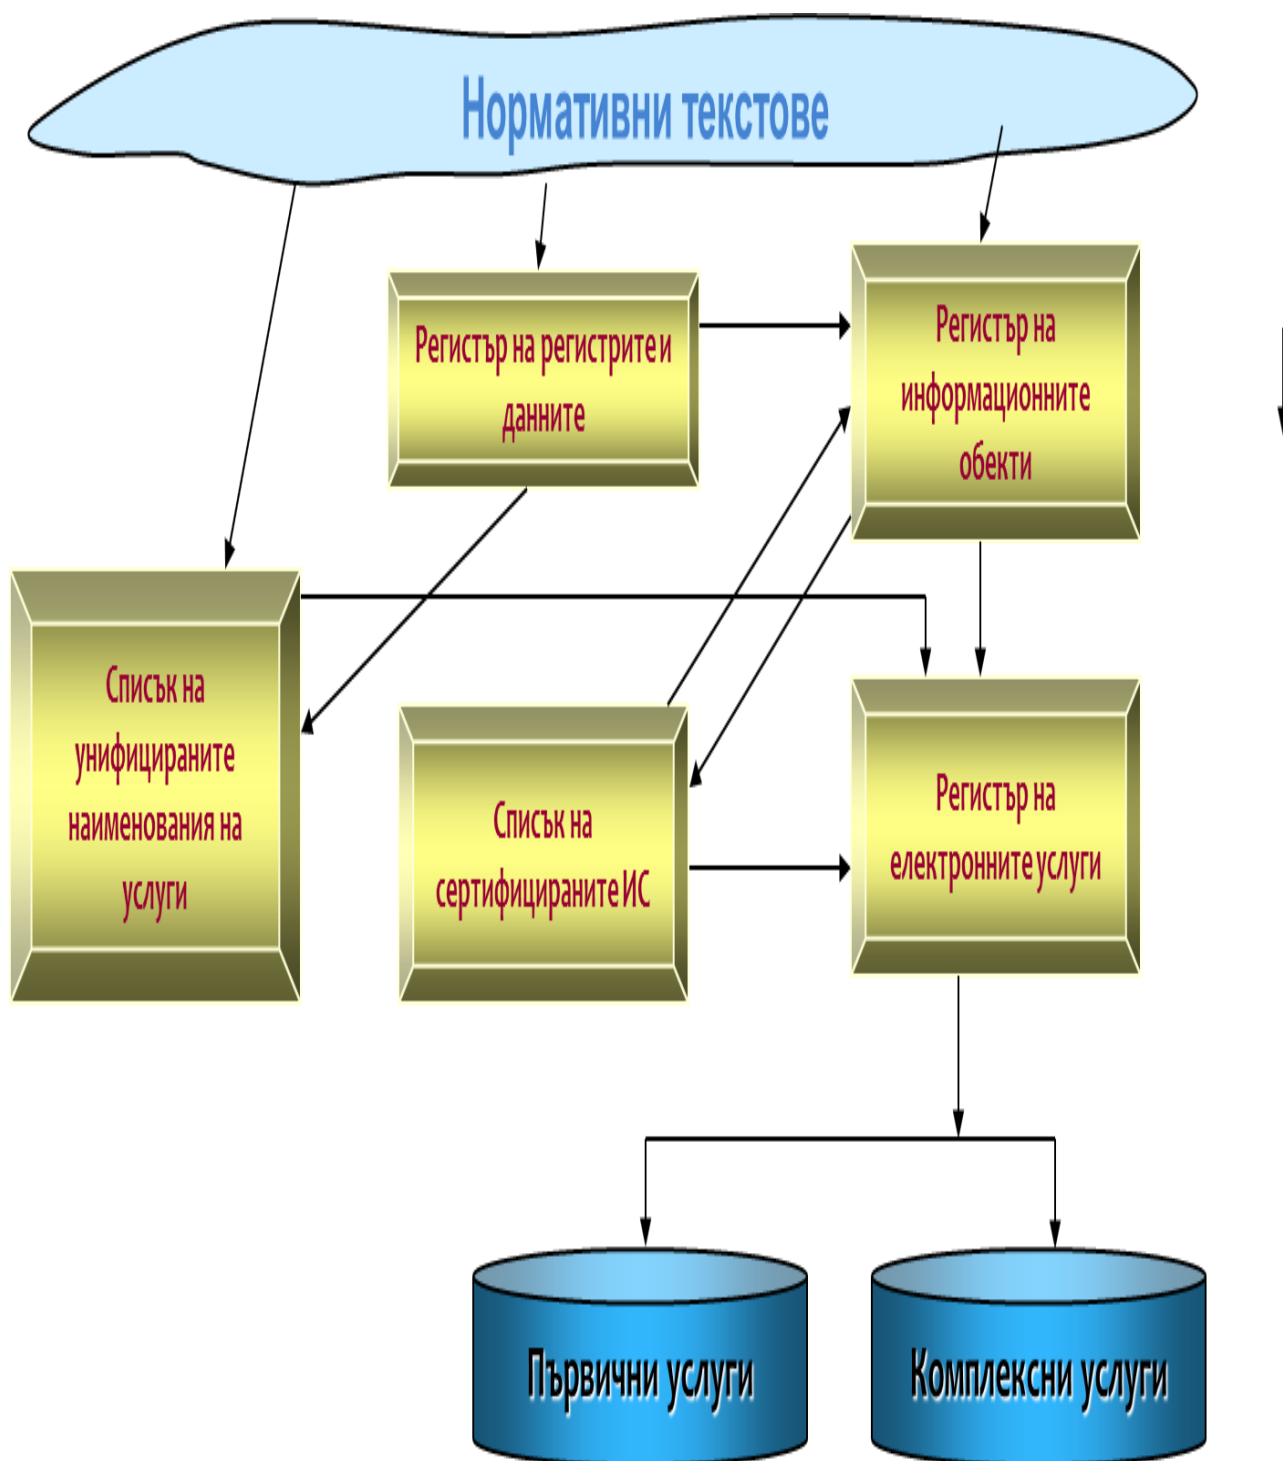 Нормативни текстове
Регистър на регистрите и
данните
Регистър на
информационните
обекти
Списък на
унифицираните
наименования на
услуги
Списък на
сертифицираните ИС
Регистър на
електронните услуги
Първични услуги
Комплексни услуги